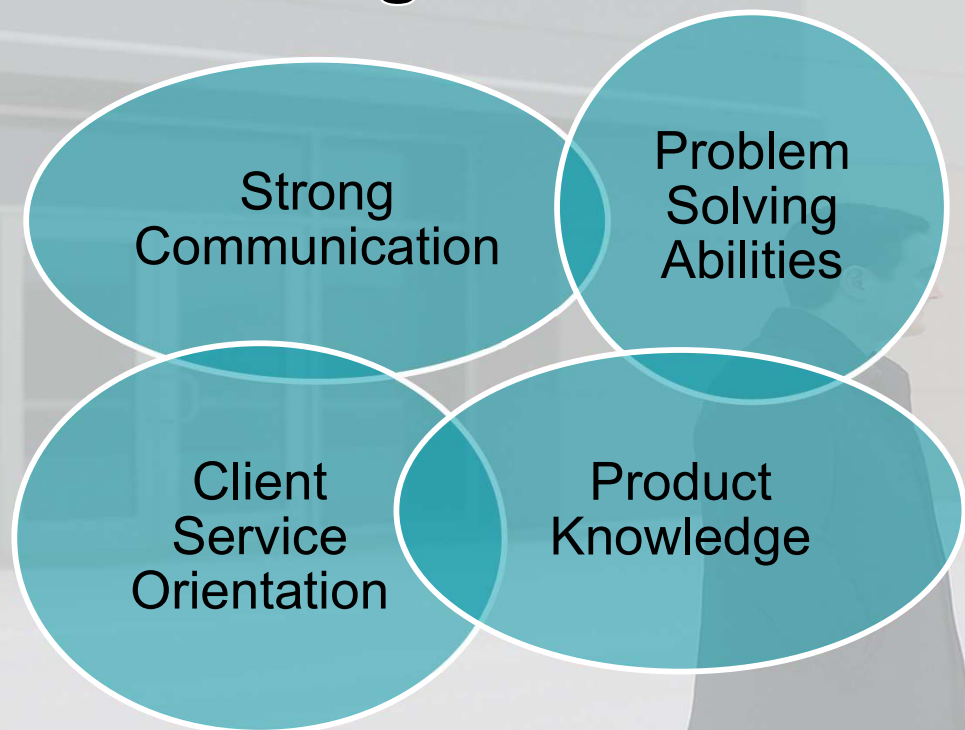 Strong
Communication
Problem
Solving
Abilities
Client
Service
Orientation
Product
Knowledge